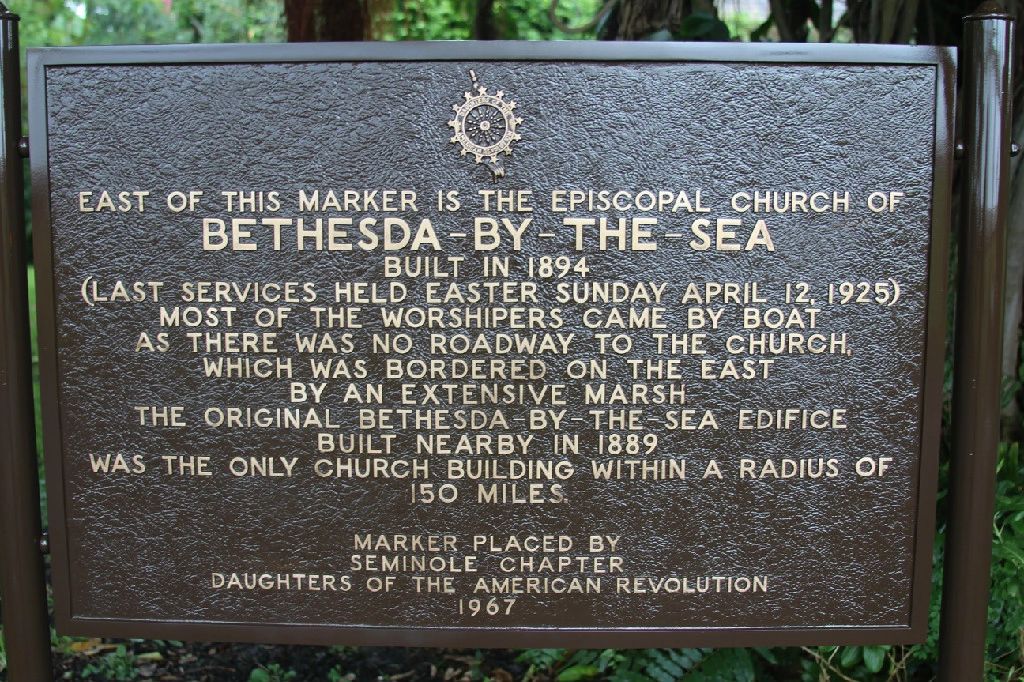 EAST OF THIS MARKER IS THE EPISCOPAL CHURCH OF
BETHESDA-BY-THE-SEA
BUILT IN 1894
(LAST SERVICES HELD EASTER SUNDAY APRIL 12, 1925)
MOST OF THE WORSHIPERS CAME BY BOAT
AS THERE WAS NO ROADWAY TO THE CHURCH,
WHICH WAS BORDERED ON THE EAST
BY AN EXTENSIVE MARSH
THE ORIGINAL BETHESDA-BY-THE-SEA EDIFICE
BUILT NEARBY IN 1889
WAS THE ONLY CHURCH BUILDING WITHIN A RADIUS OF
150 MILES.
MARKER PLACED BY
SEMINOLE CHAPTER
DAUGHTERS OF THE AMERICAN REVOLUTION
1967